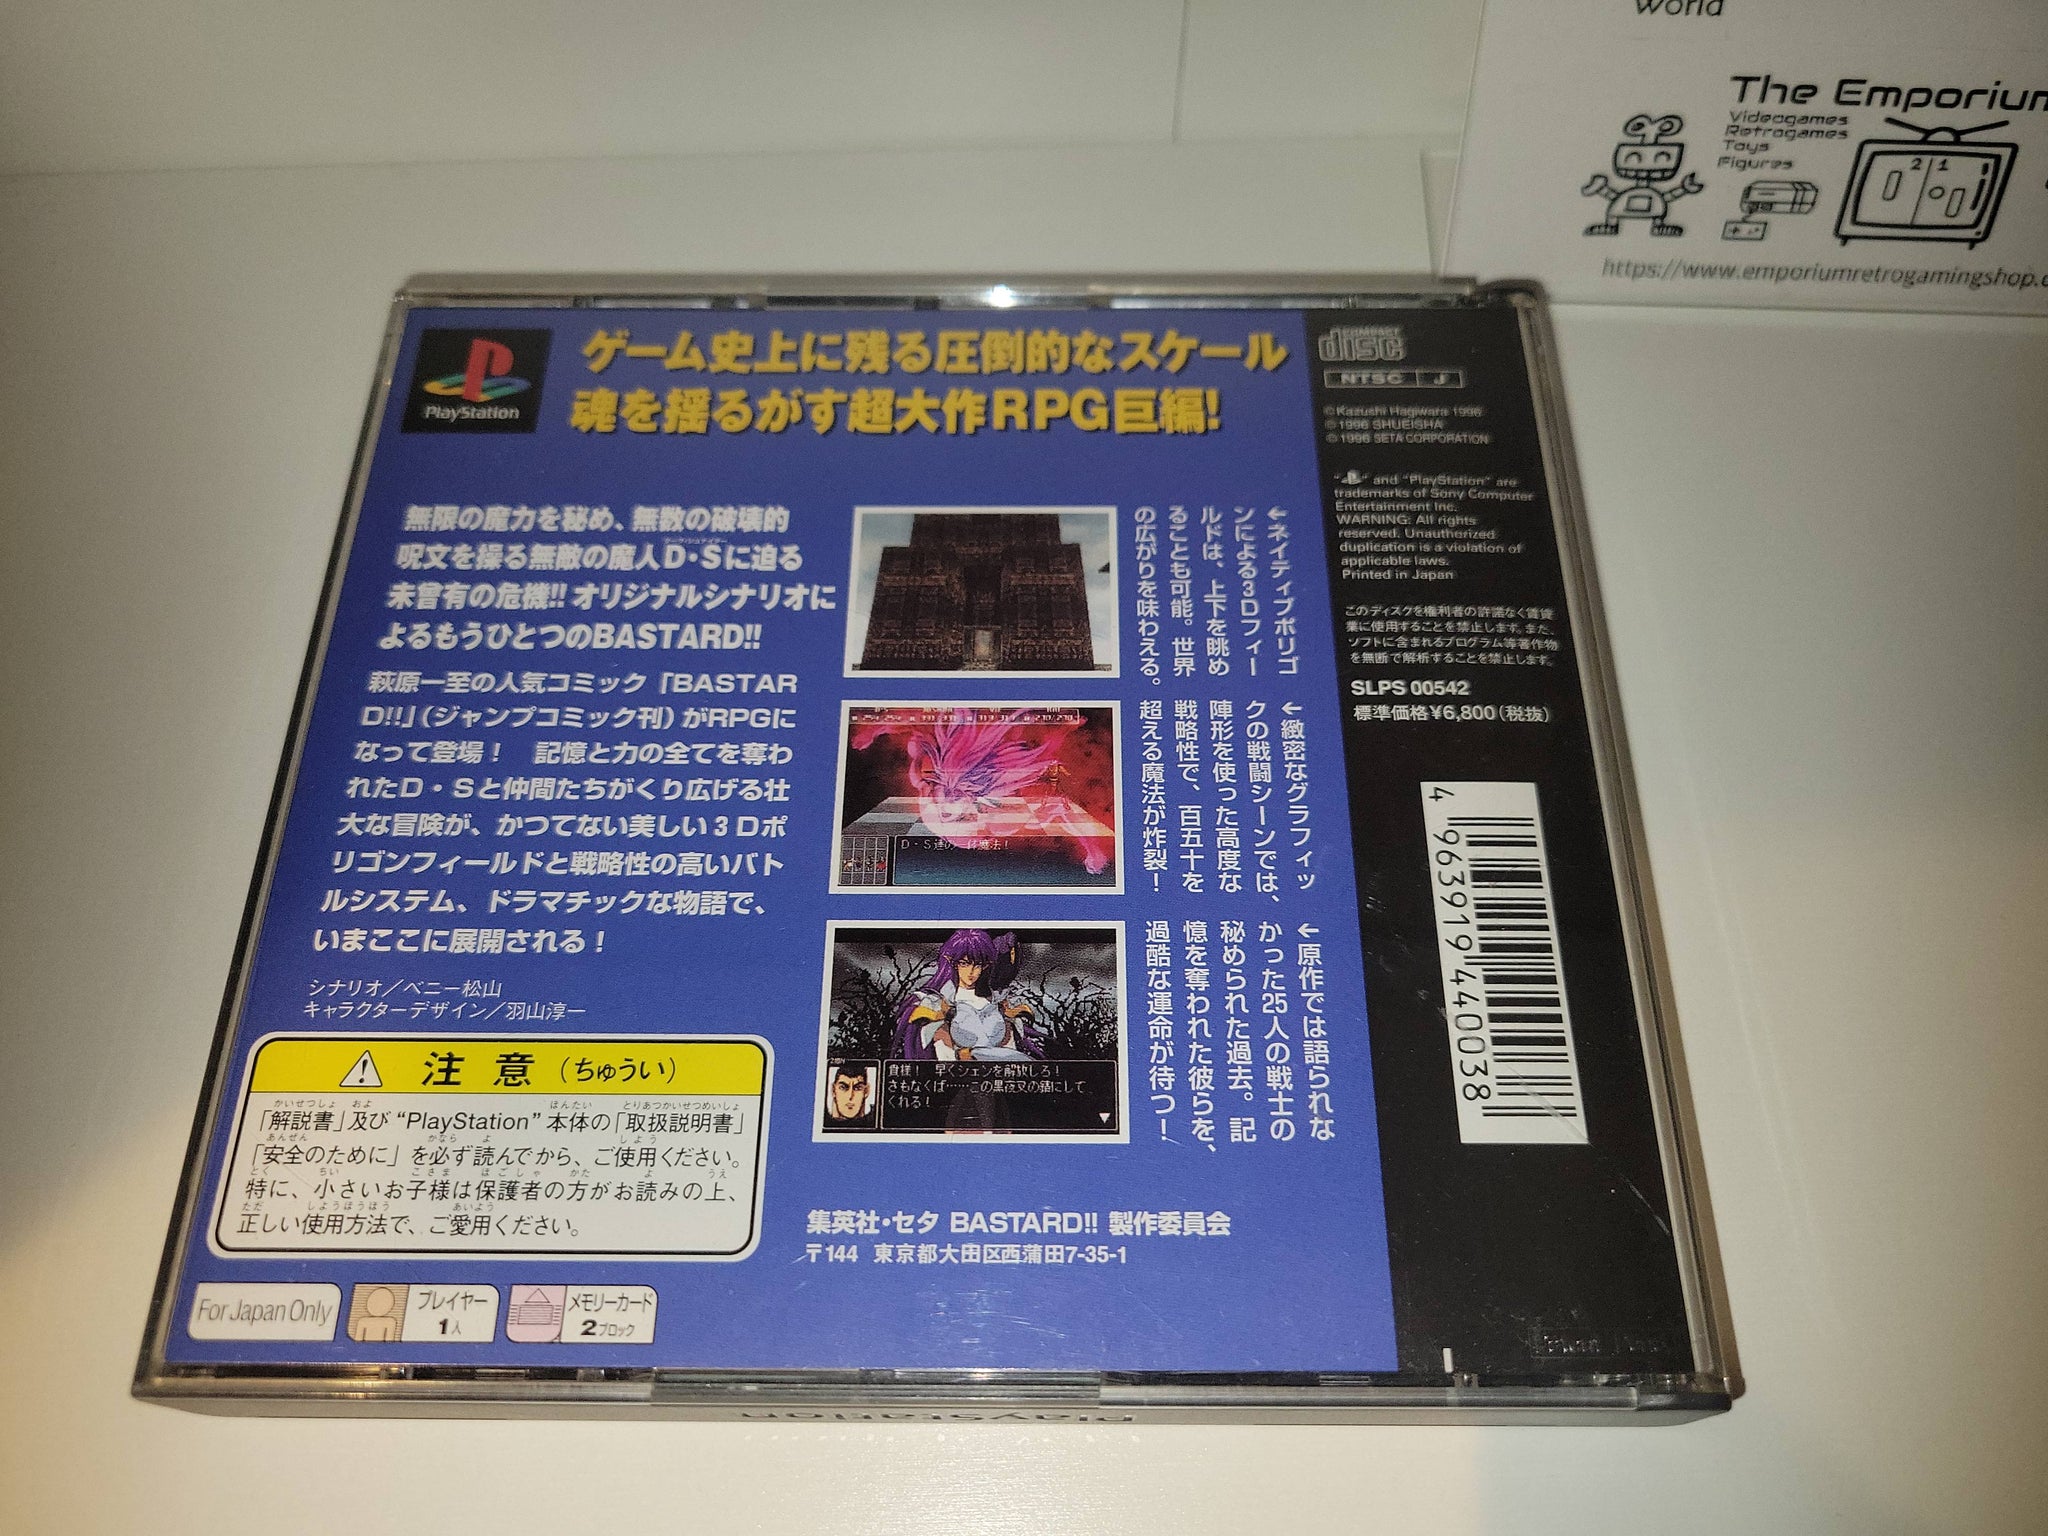 World
The Emporium
Videogames
Retrogames
Toys
Figures
2 1
https://www.emporiumretrogamingshop.c
PlayStation
ゲーム史上に残る圧倒的なスケール
魂を揺るがす超大作RPG巨編!
無限の魔力を秘め、無数の破壊的
呪文を操る無敵の魔人D・Sに迫る
未曾有の危機!!オリジナルシナリオに
よるもうひとつのBASTARD!!
萩原一至の人気コミック「BASTAR
D!!」(ジャンプコミック刊)がRPGに
なって登場! 記憶と力の全てを奪わ
れたD・Sと仲間たちがくり広げる壮
大な冒険が、かつてない美しい3Dポ
リゴンフィールドと戦略性の高いバト
ルシステム、ドラマチックな物語で、
いまここに展開される!
シナリオ/ベニー松山
キャラクターデザイン/羽山淳一
←ネイティブポリゴ
ンによる3Dフィー
ルドは、上下を眺め
ることも可能。世界
の広がりを味わえる。
←緻密なグラフィッ
クの戦闘シーンでは、
陣形を使った高度な
戦略性で、百五十を
超える魔法が炸裂!
D・S達の一体魔法!
←原作では語られな
かった25人の戦士の
秘められた過去。記
憶を奪われた彼らを、
過酷な運命が待つ!
貴様! 早くシェンを解放しろ!
さもなくば……この黒夜叉の錆にして
くれる!
注意(ちゅうい)
「解説書」及び“PlayStation”本体の「取扱説明書」
「安全のために」を必ず読んでから、ご使用ください。
特に、小さいお子様は保護者の方がお読みの上、
正しい使用方法で、ご愛用ください。
集英社・セタ BASTARD!! 製作委員会
〒144 東京都大田区西蒲田7-35-1
For Japan Only
プレイヤー
1人
メモリーカード
2ブロック
COMPACT
disc
NTSC J
© Kazushi Hagiwara 1996
© 1996 SHUEISHA
© 1996 SETA CORPORATION
“ ” and “PlayStation” are
trademarks of Sony Computer
Entertainment Inc.
WARNING: All rights
reserved. Unauthorized
duplication is a violation of
applicable laws.
Printed in Japan
このディスクを権利者の許諾なく賃貸
業に使用することを禁止します。また、
ソフトに含まれるプログラム等著作物
を無断で解析することを禁止します。
SLPS 00542
標準価格¥6,800(税抜)
4 963919 440038
PlayStation